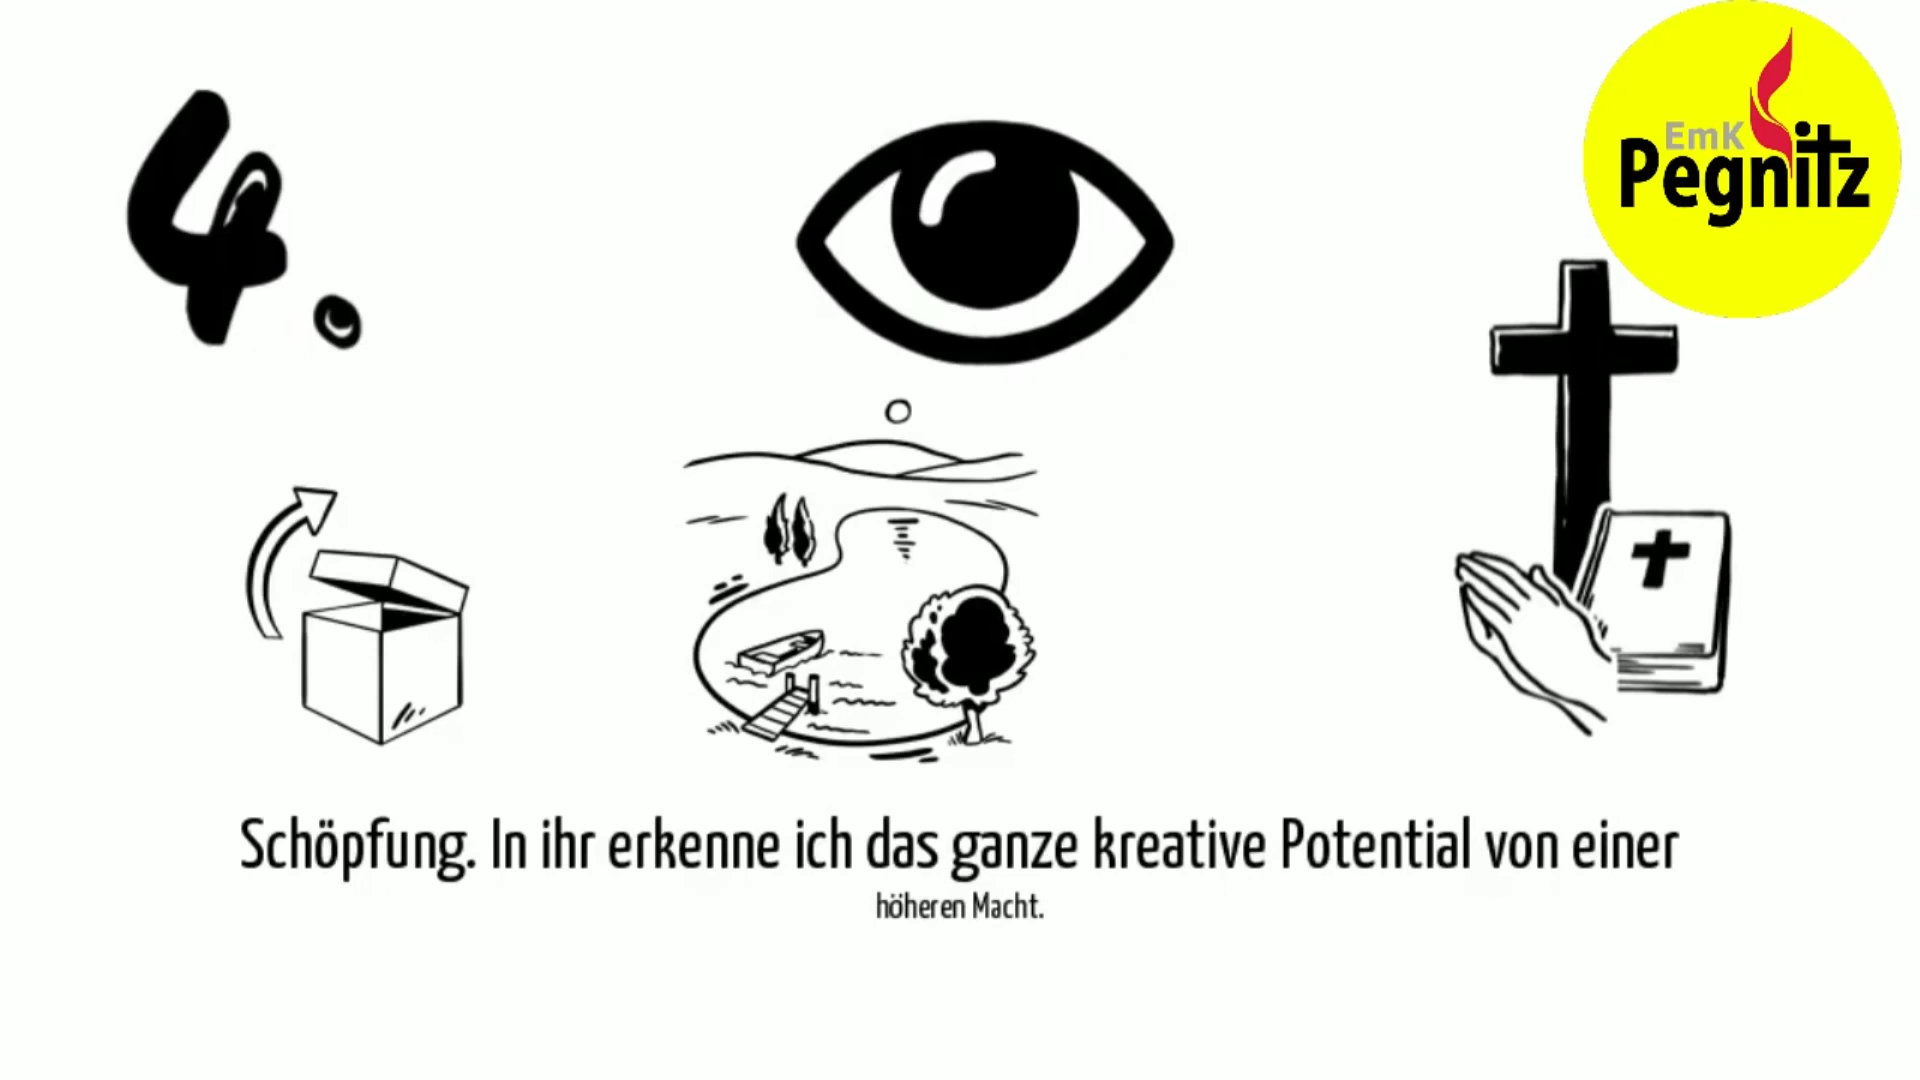 4.
EmK
Pegnitz
Schöpfung. In ihr erkenne ich das ganze kreative Potential von einer
höheren Macht.